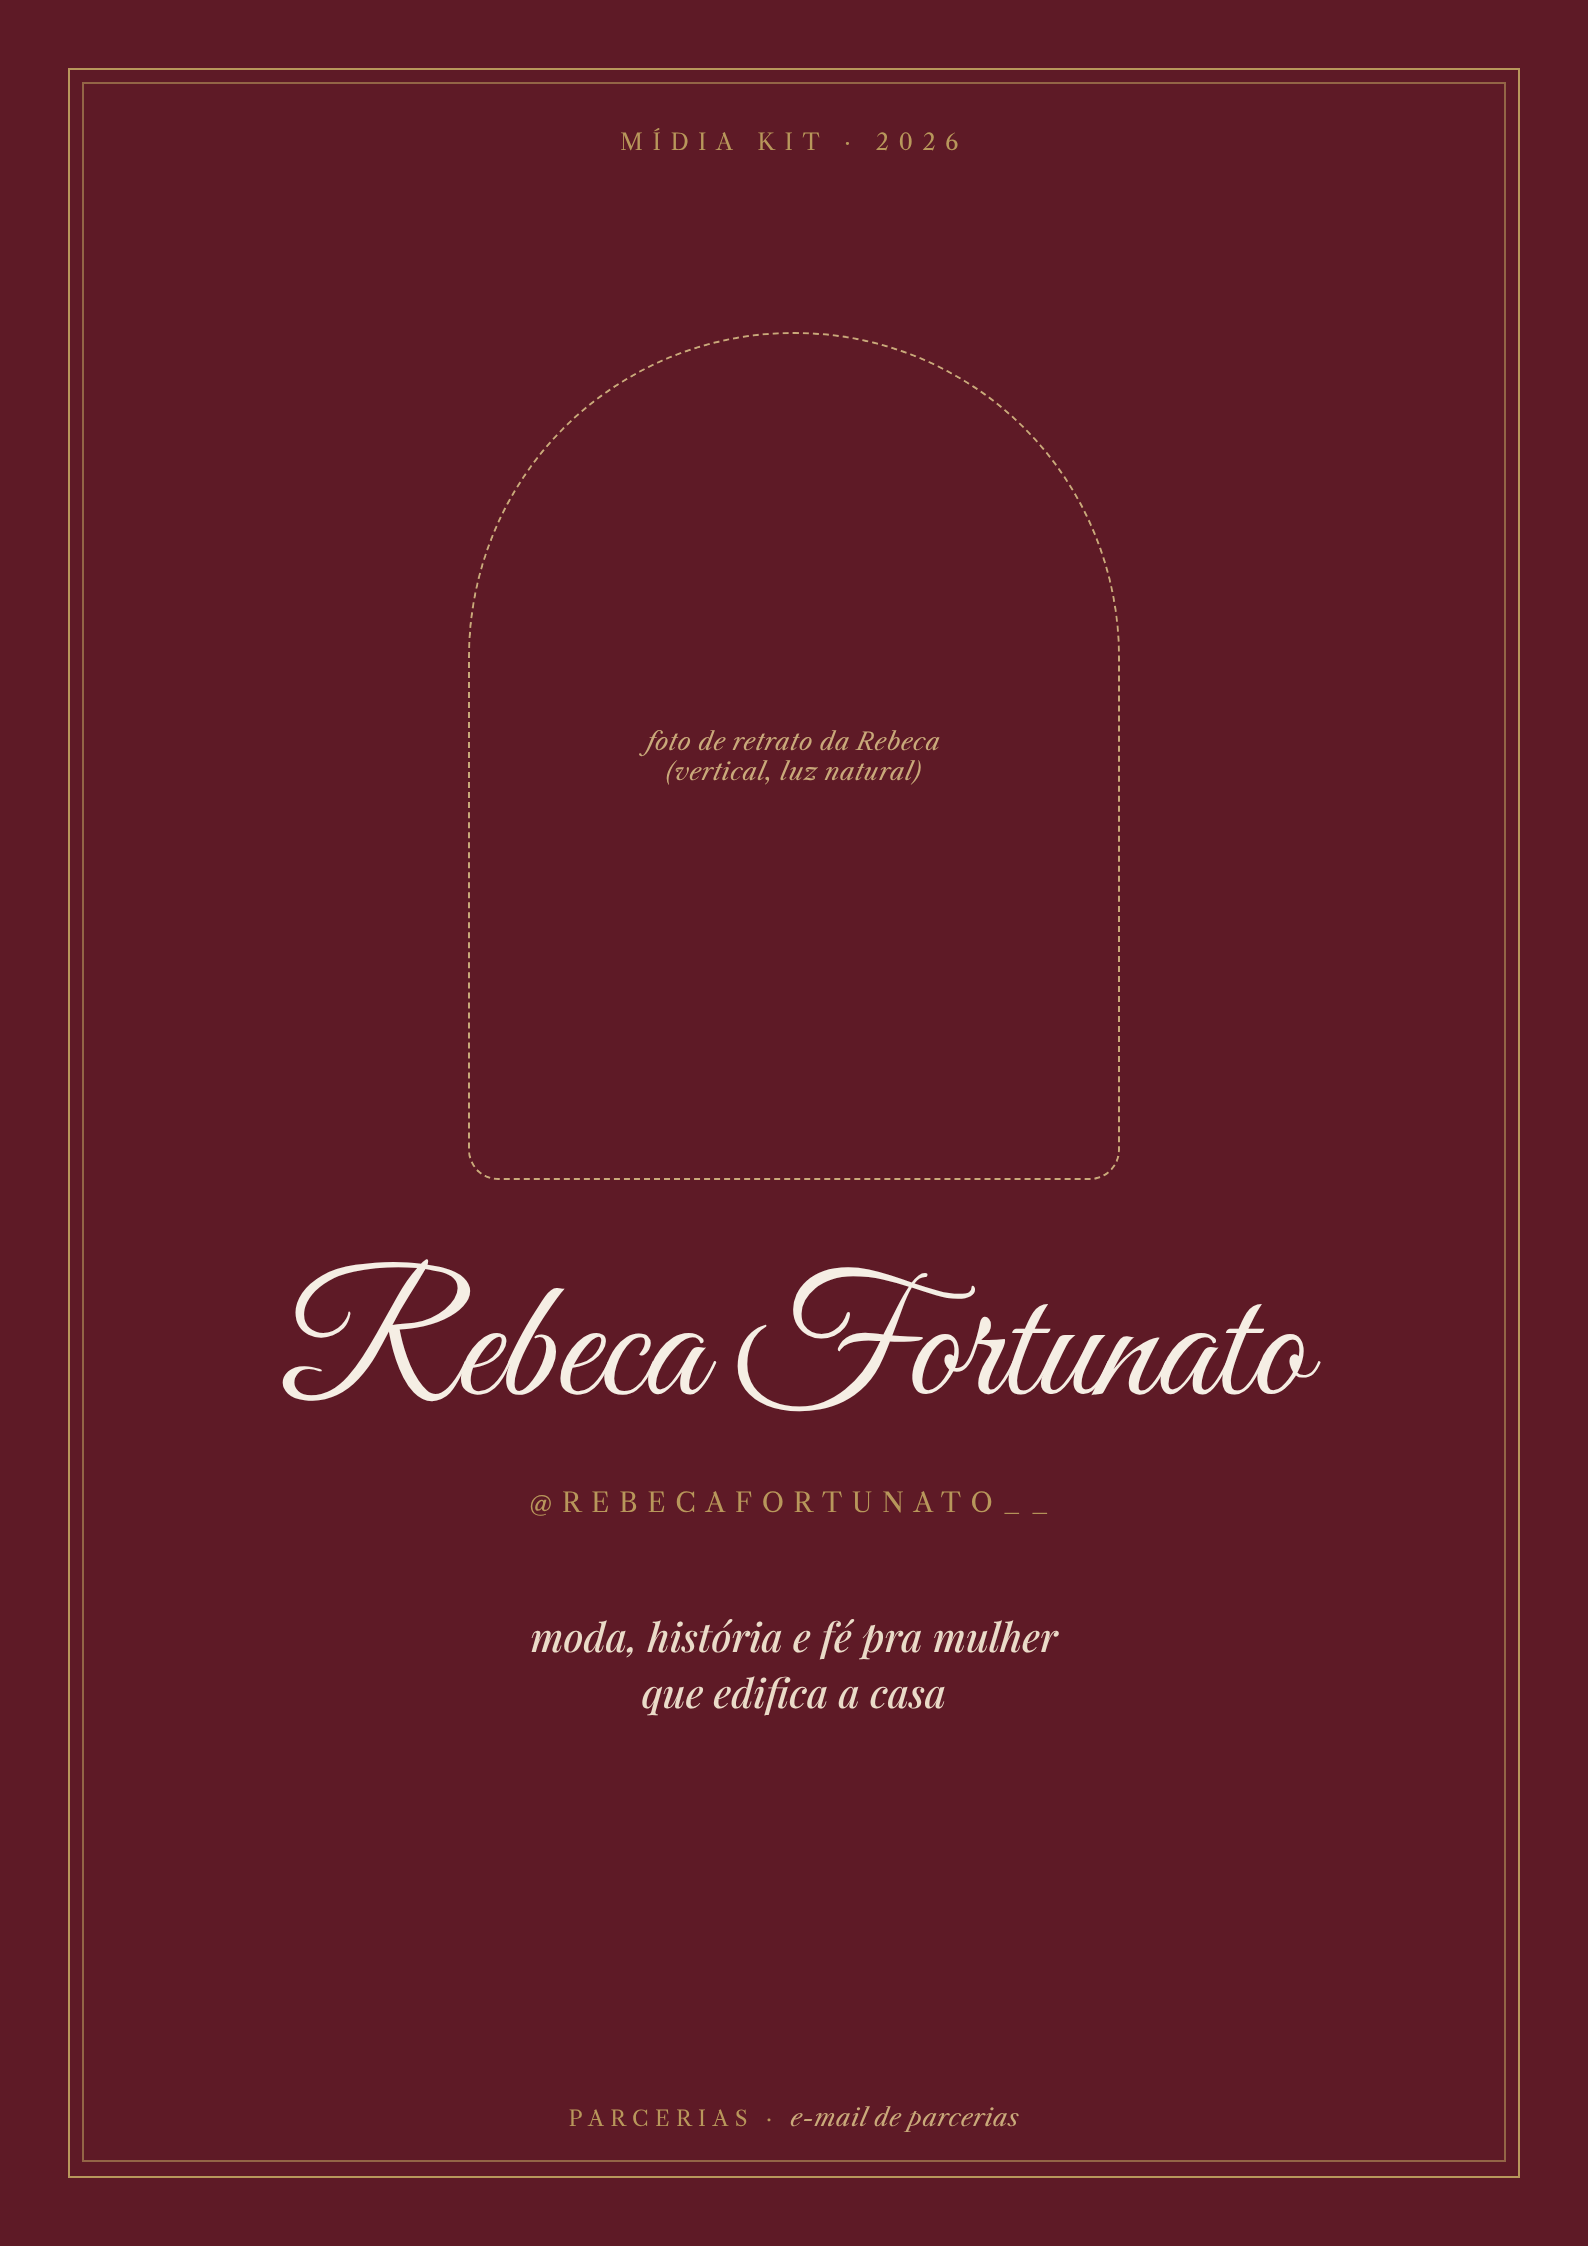 MÍDIA KIT · 2026
foto de retrato da Rebeca
(vertical, luz natural)
Rebeca Fortunato
@REBECAFORTUNATO__
moda, história e fé pra mulher
que edifica a casa
PARCERIAS · e-mail de parcerias